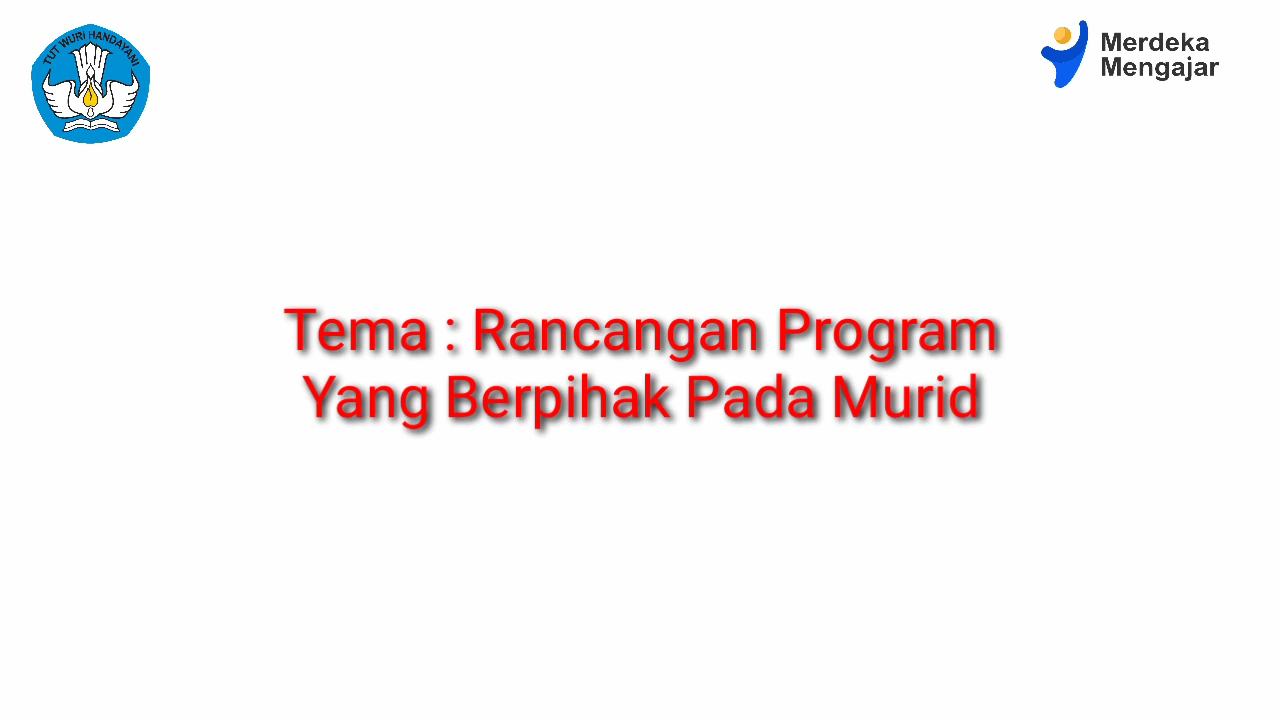 TUT WURI HANDAYANI
Merdeka
Mengajar
Tema : Rancangan Program
Yang Berpihak Pada Murid